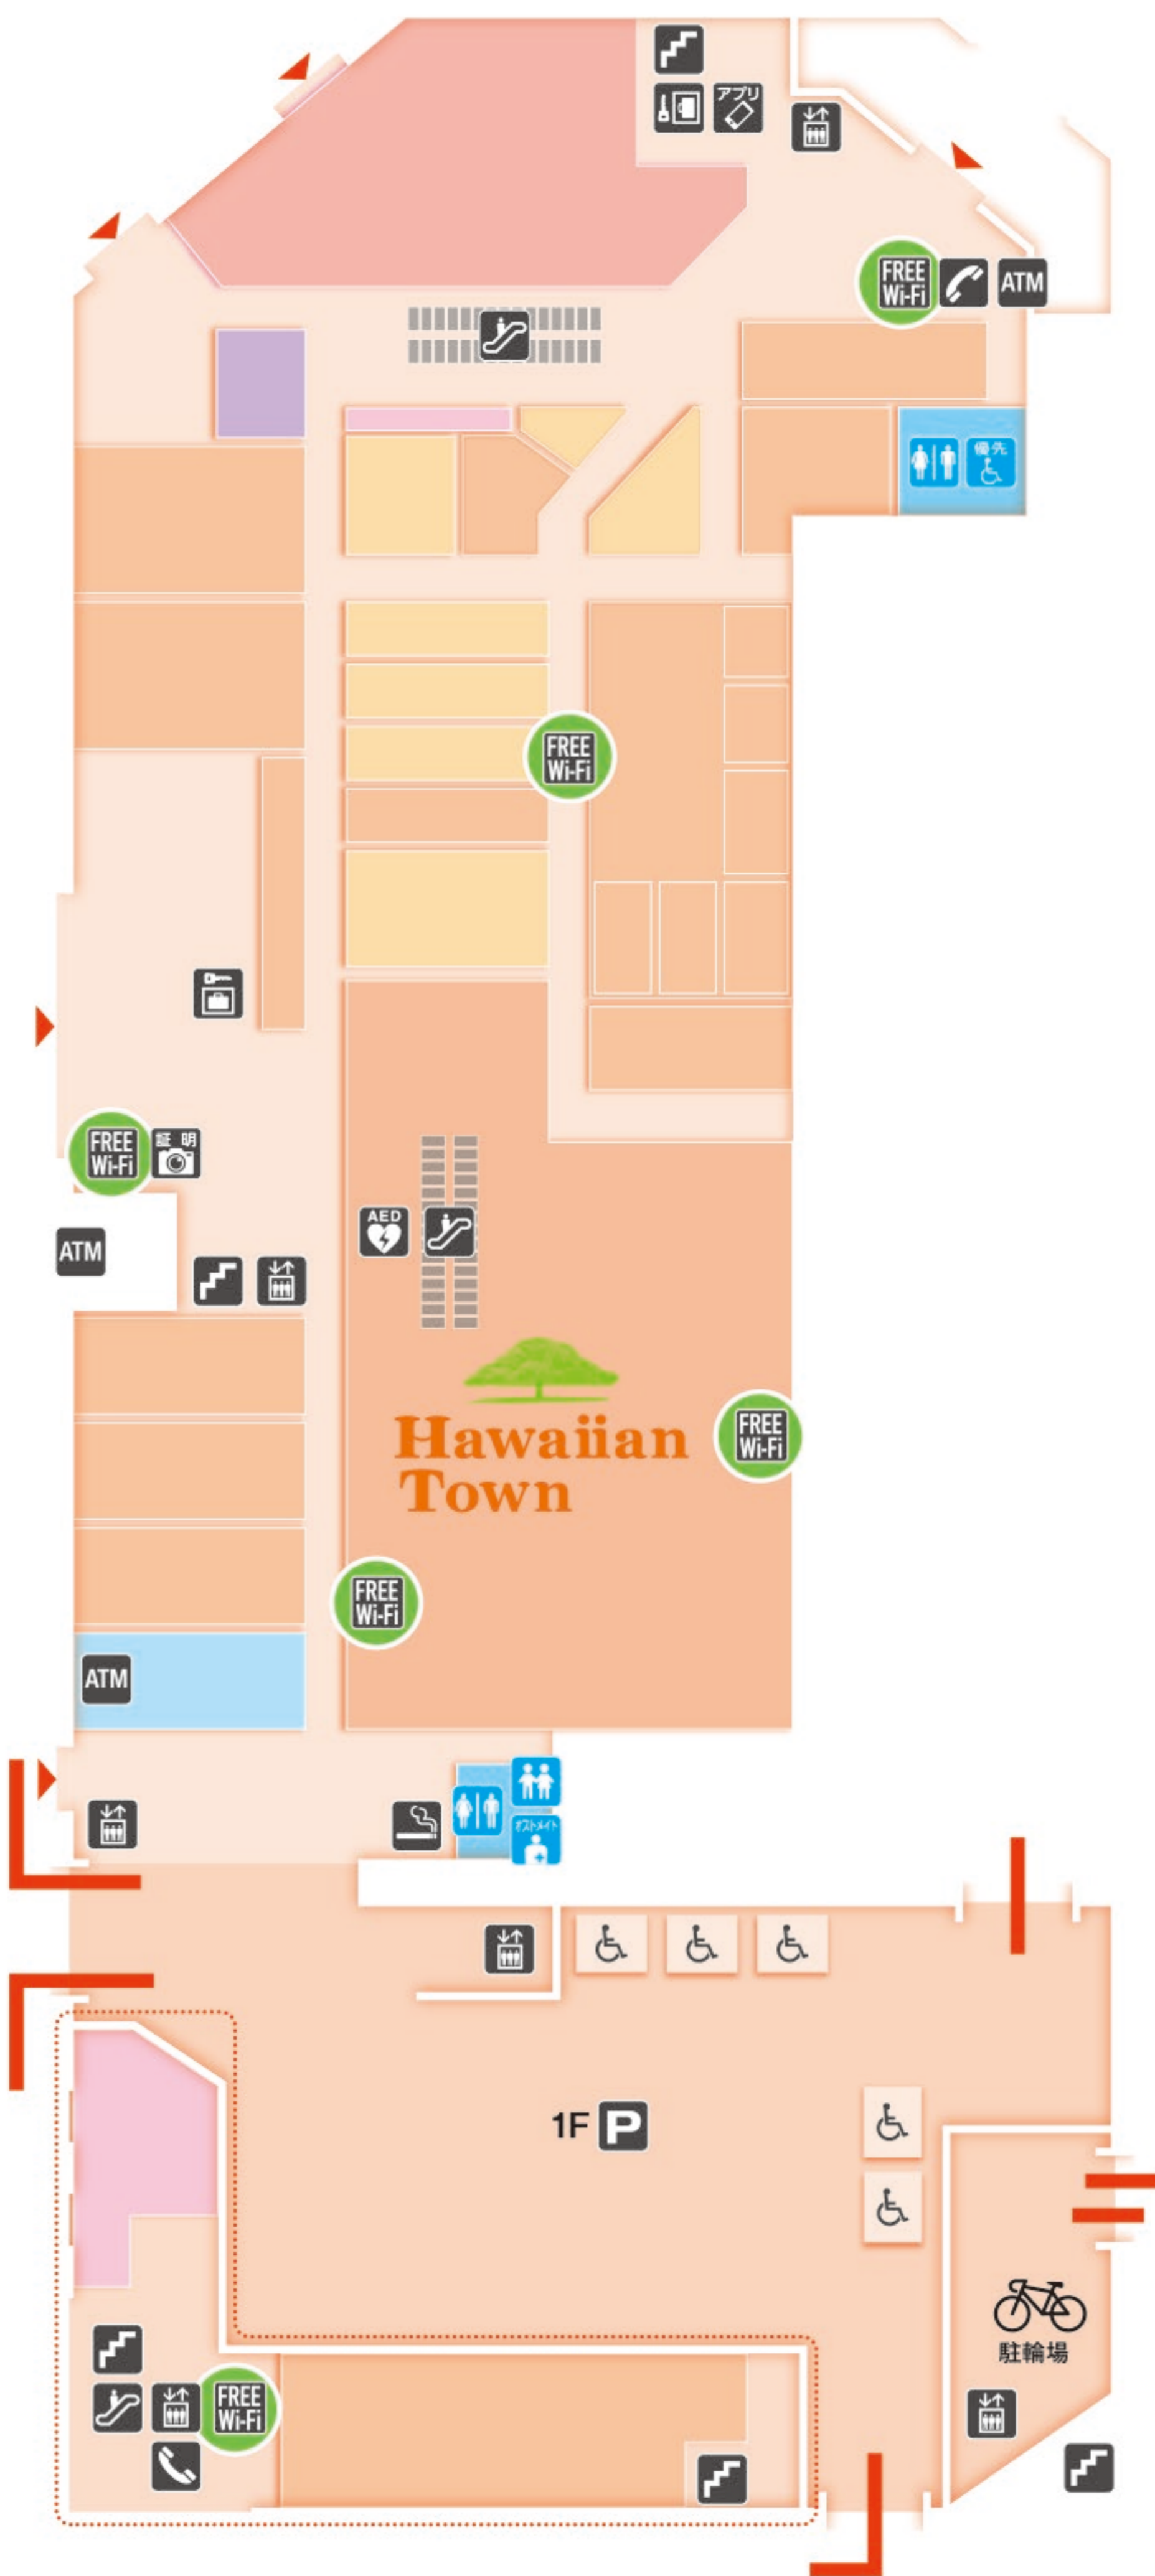 アプリ
FREE
Wi-Fi
ATM
優先
FREE
Wi-Fi
FREE
Wi-Fi
証 明
ATM
AED
Hawaiian
Town
FREE
Wi-Fi
FREE
Wi-Fi
ATM
オストメイト
1F P
駐輪場
FREE
Wi-Fi